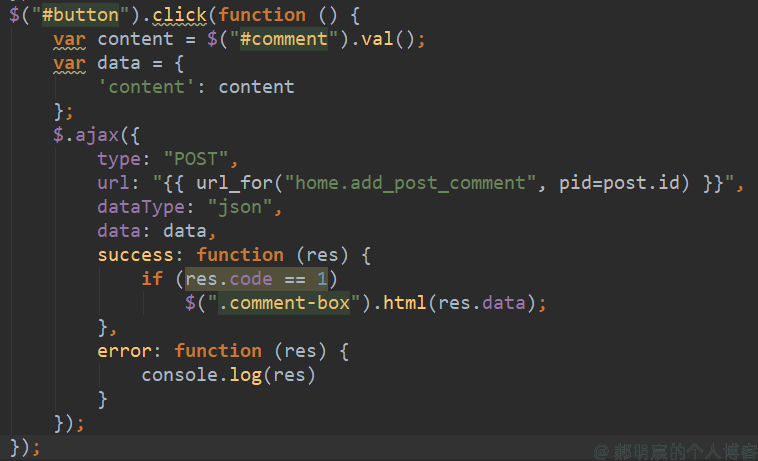 $("#button").click(function () {
    var content = $("#comment").val();
    var data = {
        'content': content
    };
    $.ajax({
        type: "POST",
        url: "{{ url_for("home.add_post_comment", pid=post.id) }}",
        dataType: "json",
        data: data,
        success: function (res) {
            if (res.code == 1)
                $(".comment-box").html(res.data);
        },
        error: function (res) {
            console.log(res)
        }
    });
});
@郝明宸的个人博客